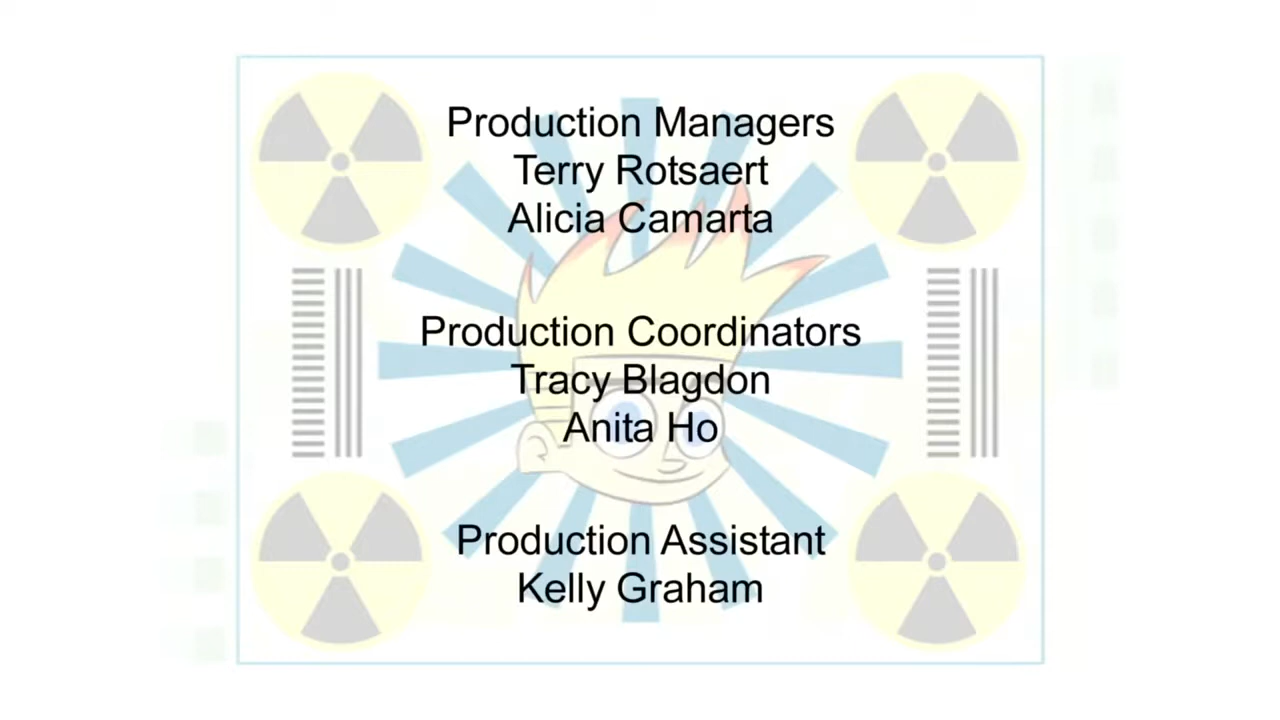 Production Managers
Terry Rotsaert
Alicia Camarta
Production Coordinators
Tracy Blagdon
Anita Ho
Production Assistant
Kelly Graham